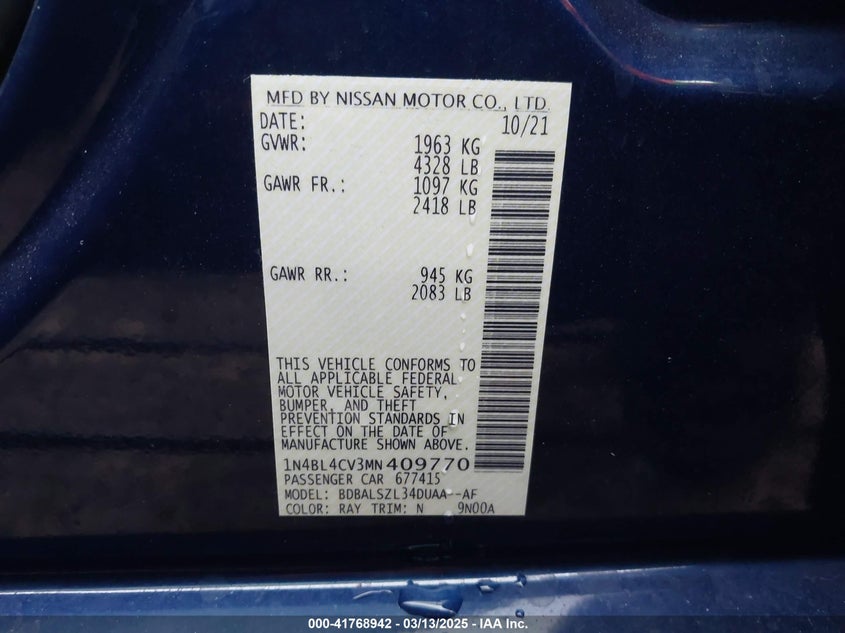 MFD BY NISSAN MOTOR CO., LTD.
DATE: 10/21
GVWR: 1963 KG
4328 LB
GAWR FR.: 1097 KG
2418 LB
GAWR RR.: 945 KG
2083 LB
THIS VEHICLE CONFORMS TO
ALL APPLICABLE FEDERAL
MOTOR VEHICLE SAFETY,
BUMPER, AND THEFT
PREVENTION STANDARDS IN
EFFECT ON THE DATE OF
MANUFACTURE SHOWN ABOVE.
1N4BL4CV3MN409770
PASSENGER CAR 677415
MODEL: BDBALSZL34DUAA--AF
COLOR: RAY TRIM: N 9N00A
000-41768942 — 03/13/2025 — IAA Inc.